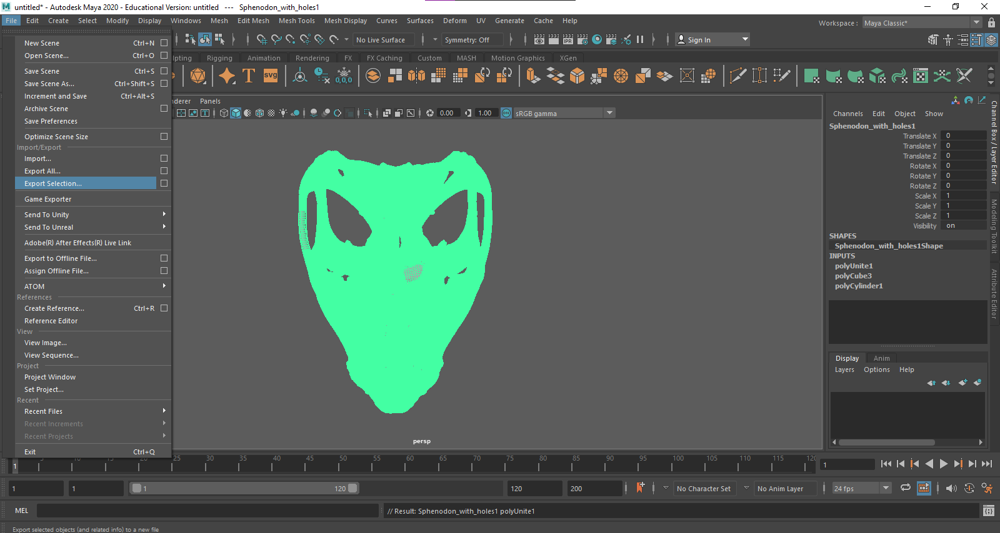 untitled* - Autodesk Maya 2020 - Educational Version: untitled --- Sphenodon_with_holes1
File Edit Create Select Modify Display Windows Mesh Edit Mesh Mesh Tools Mesh Display Curves Surfaces Deform UV Generate Cache Help
Workspace : Maya Classic*
No Live Surface
Symmetry: Off
IPR
Sign In
lpting Rigging Animation Rendering FX FX Caching Custom MASH Motion Graphics XGen
T svg 0,0,0
nderer Panels
0.00 1.00 ON sRGB gamma
New Scene Ctrl+N
Open Scene... Ctrl+O
Save Scene Ctrl+S
Save Scene As... Ctrl+Shift+S
Increment and Save Ctrl+Alt+S
Archive Scene
Save Preferences
Optimize Scene Size
Import/Export
Import...
Export All...
Export Selection...
Game Exporter
Send To Unity
Send To Unreal
Adobe(R) After Effects(R) Live Link
Export to Offline File...
Assign Offline File...
ATOM
References
Create Reference... Ctrl+R
Reference Editor
View
View Image...
View Sequence...
Project
Project Window
Set Project...
Recent
Recent Files
Recent Increments
Recent Projects
Exit Ctrl+Q
persp
Channels Edit Object Show
Sphenodon_with_holes1
Translate X 0
Translate Y 0
Translate Z 0
Rotate X 0
Rotate Y 0
Rotate Z 0
Scale X 1
Scale Y 1
Scale Z 1
Visibility on
SHAPES
Sphenodon_with_holes1Shape
INPUTS
polyUnite1
polyCube3
polyCylinder1
Channel Box / Layer Editor
Modeling Toolkit
Attribute Editor
Display Anim
Layers Options Help
1 5 10 15 20 25 30 35 40 45 50 55 60 65 70 75 80 85 90 95 100 105 110 115 120
1
1 1 1 120 120 200
No Character Set
No Anim Layer
24 fps
MEL
// Result: Sphenodon_with_holes1 polyUnite1
Export selected objects (and related info) to a new file